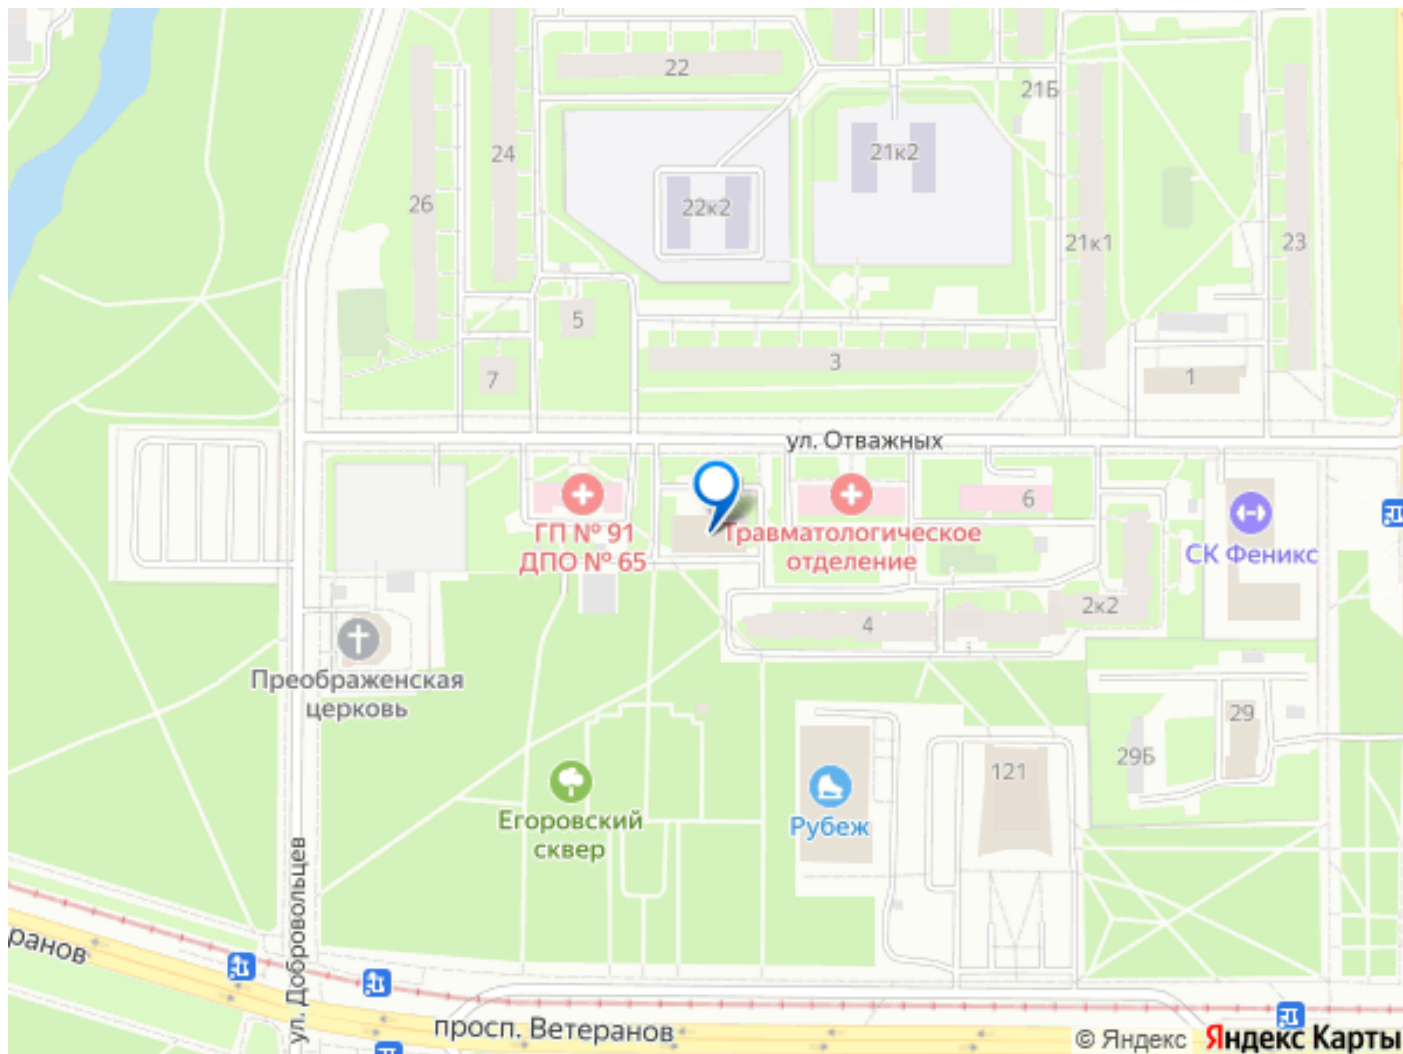 22
21Б
24
21к2
26
22к2
21к1
23
5
3
7
1
ул. Отважных
6
ГП № 91
ДПО № 65
Травматологическое
отделение
СК Феникс
2к2
4
Преображенская
церковь
29
29Б
121
Егоровский
сквер
Рубеж
ул. Добровольцев
ранов
просп. Ветеранов
© Яндекс Яндекс Карты